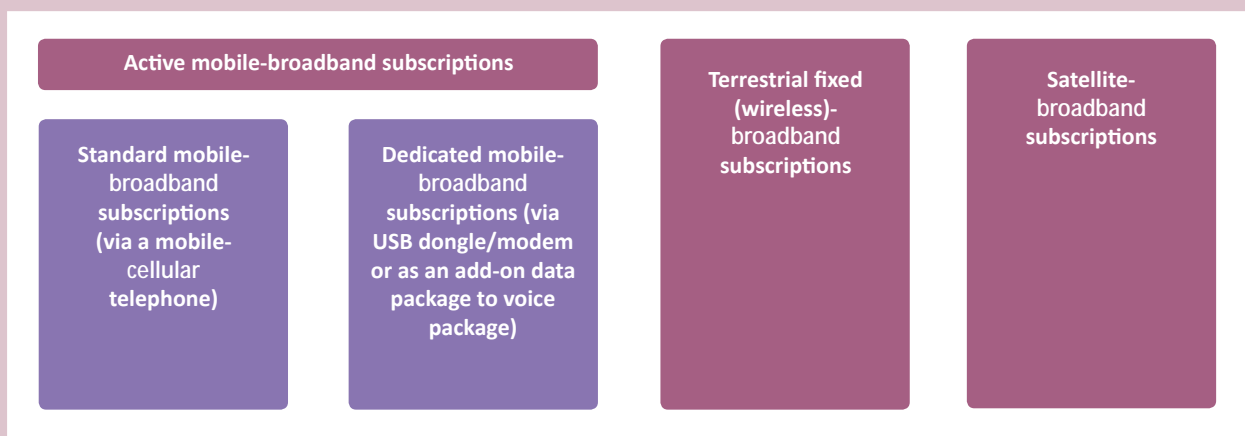 Active mobile-broadband subscriptions
Standard mobile-
broadband
subscriptions
(via a mobile-
cellular
telephone)
Dedicated mobile-
broadband
subscriptions (via
USB dongle/modem
or as an add-on data
package to voice
package)
Terrestrial fixed
(wireless)-
broadband
subscriptions
Satellite-
broadband
subscriptions